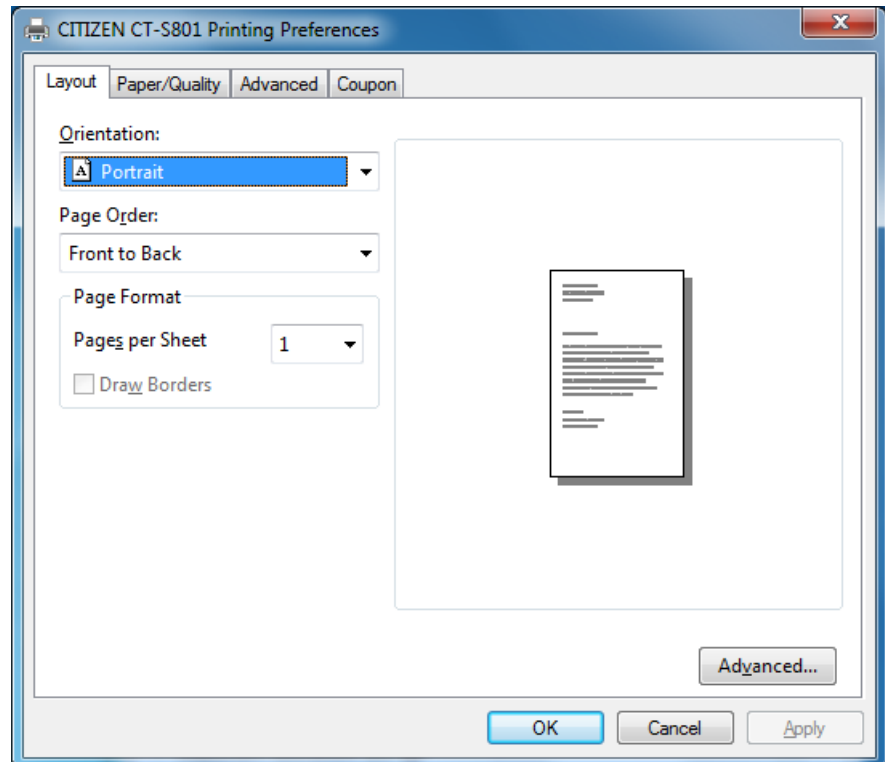 CITIZEN CT-S801 Printing Preferences
Layout Paper/Quality Advanced Coupon
Orientation:
A Portrait
Page Order:
Front to Back
Page Format
Pages per Sheet 1
Draw Borders
Advanced...
OK Cancel Apply